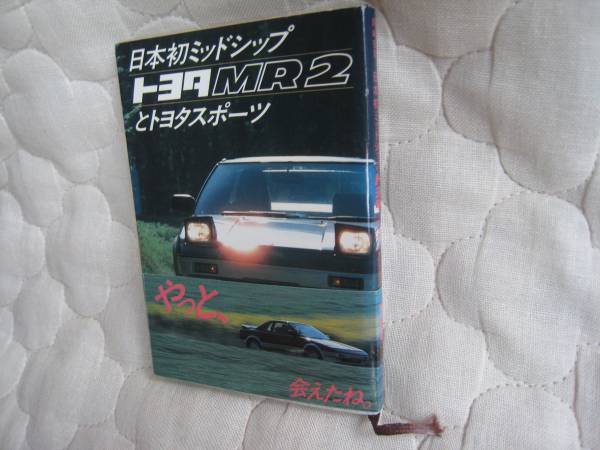 日本初ミッドシップ
トヨタMR2
とトヨタスポーツ
やっと、
会えたね。